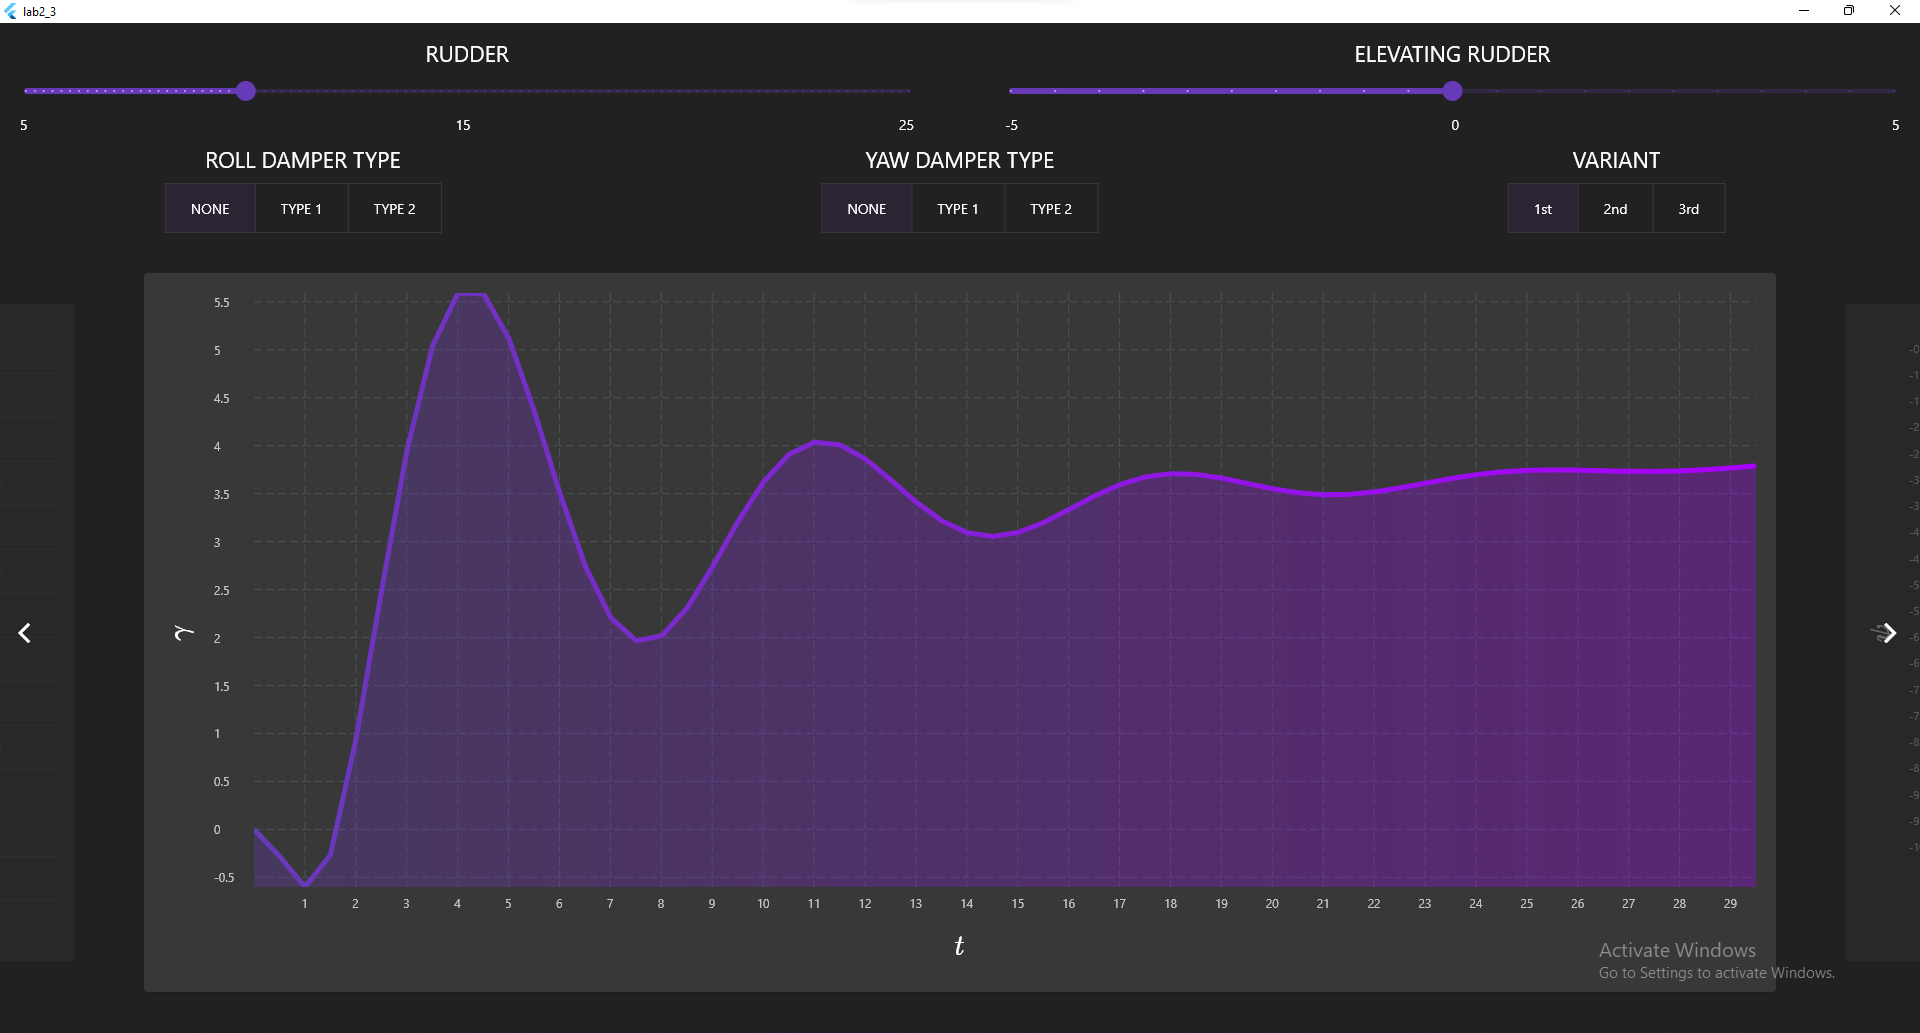 lab2_3
RUDDER
ELEVATING RUDDER
5 15 25
-5 0 5
ROLL DAMPER TYPE
YAW DAMPER TYPE
VARIANT
NONE TYPE 1 TYPE 2
NONE TYPE 1 TYPE 2
1st 2nd 3rd
5.5
5
4.5
4
3.5
3
2.5
γ
2
1.5
1
0.5
0
-0.5
1 2 3 4 5 6 7 8 9 10 11 12 13 14 15 16 17 18 19 20 21 22 23 24 25 26 27 28 29
t
Activate Windows
Go to Settings to activate Windows.